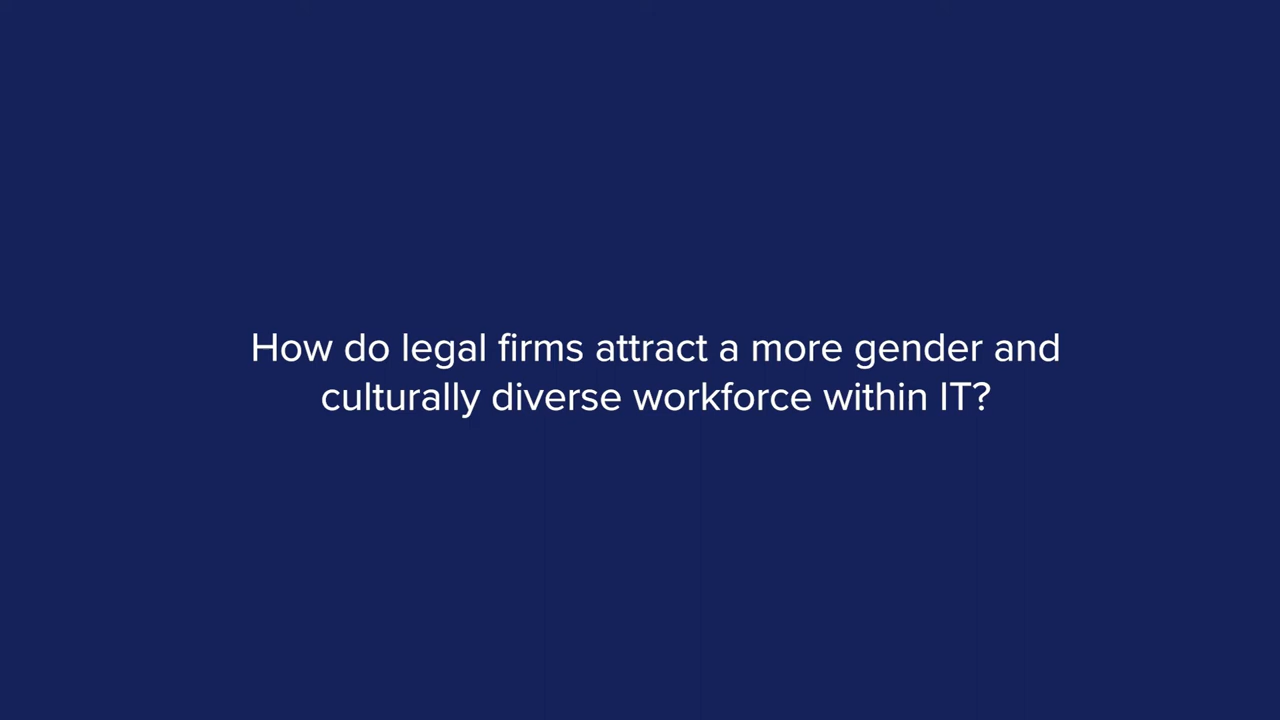 How do legal firms attract a more gender and
culturally diverse workforce within IT?